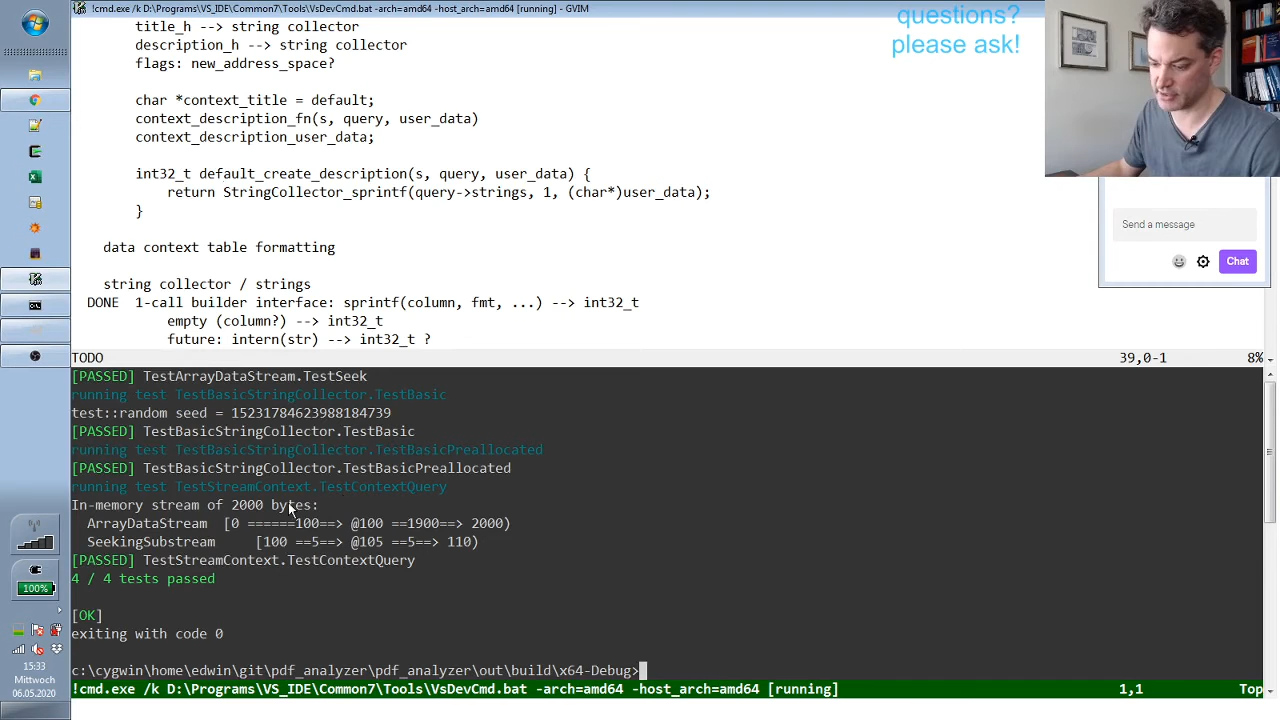 !cmd.exe /k D:\Programs\VS_IDE\Common7\Tools\VsDevCmd.bat -arch=amd64 -host_arch=amd64 [running] - GVIM
questions?
please ask!
title_h --> string collector
description_h --> string collector
flags: new_address_space?
char *context_title = default;
context_description_fn(s, query, user_data)
context_description_user_data;
int32_t default_create_description(s, query, user_data) {
return StringCollector_sprintf(query->strings, 1, (char*)user_data);
}
data context table formatting
string collector / strings
DONE 1-call builder interface: sprintf(column, fmt, ...) --> int32_t
empty (column?) --> int32_t
future: intern(str) --> int32_t ?
TODO 39,0-1 8%
Send a message
Chat
[PASSED] TestArrayDataStream.TestSeek
running test TestBasicStringCollector.TestBasic
test::random seed = 15231784623988184739
[PASSED] TestBasicStringCollector.TestBasic
running test TestBasicStringCollector.TestBasicPreallocated
[PASSED] TestBasicStringCollector.TestBasicPreallocated
running test TestStreamContext.TestContextQuery
In-memory stream of 2000 bytes:
ArrayDataStream [0 ======100==> @100 ==1900==> 2000)
SeekingSubstream [100 ==5==> @105 ==5==> 110)
[PASSED] TestStreamContext.TestContextQuery
4 / 4 tests passed
[OK]
exiting with code 0
c:\cygwin\home\edwin\git\pdf_analyzer\pdf_analyzer\out\build\x64-Debug>
!cmd.exe /k D:\Programs\VS_IDE\Common7\Tools\VsDevCmd.bat -arch=amd64 -host_arch=amd64 [running] 1,1 Top
100%
15:33
Mittwoch
06.05.2020